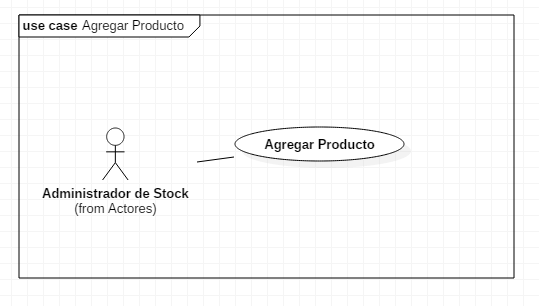 use case Agregar Producto
Agregar Producto
Administrador de Stock
(from Actores)